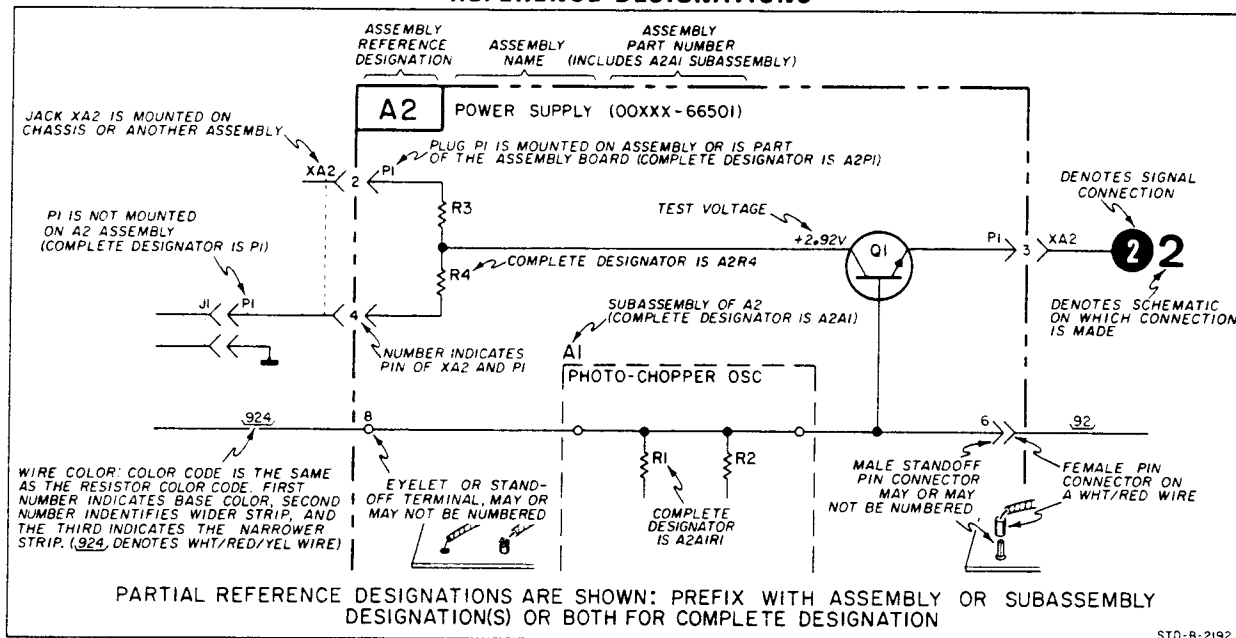 REFERENCE DESIGNATIONS
ASSEMBLY
REFERENCE
DESIGNATION
ASSEMBLY
NAME
ASSEMBLY
PART NUMBER
(INCLUDES A2A1 SUBASSEMBLY)
A2
POWER SUPPLY (00XXX-66501)
JACK XA2 IS MOUNTED ON
CHASSIS OR ANOTHER ASSEMBLY
XA2
2
P1
PLUG P1 IS MOUNTED ON ASSEMBLY OR IS PART
OF THE ASSEMBLY BOARD (COMPLETE DESIGNATOR IS A2P1)
DENOTES SIGNAL
CONNECTION
P1 IS NOT MOUNTED
ON A2 ASSEMBLY
(COMPLETE DESIGNATOR IS P1)
R3
TEST VOLTAGE
+2.92V
Q1
P1
3
XA2
2
2
R4
COMPLETE DESIGNATOR IS A2R4
J1
P1
4
SUBASSEMBLY OF A2
(COMPLETE DESIGNATOR IS A2A1)
DENOTES SCHEMATIC
ON WHICH CONNECTION
IS MADE
NUMBER INDICATES
PIN OF XA2 AND P1
A1
PHOTO-CHOPPER OSC
924
8
6
92
WIRE COLOR: COLOR CODE IS THE SAME
AS THE RESISTOR COLOR CODE. FIRST
NUMBER INDICATES BASE COLOR, SECOND
NUMBER INDENTIFIES WIDER STRIP, AND
THE THIRD INDICATES THE NARROWER
STRIP. (924, DENOTES WHT/RED/YEL WIRE)
EYELET OR STAND-
OFF TERMINAL, MAY OR
MAY NOT BE NUMBERED
R1
R2
COMPLETE
DESIGNATOR
IS A2A1R1
MALE STANDOFF
PIN CONNECTOR
MAY OR MAY
NOT BE NUMBERED
FEMALE PIN
CONNECTOR ON
A WHT/RED WIRE
PARTIAL REFERENCE DESIGNATIONS ARE SHOWN: PREFIX WITH ASSEMBLY OR SUBASSEMBLY
DESIGNATION(S) OR BOTH FOR COMPLETE DESIGNATION
STD-B-2192